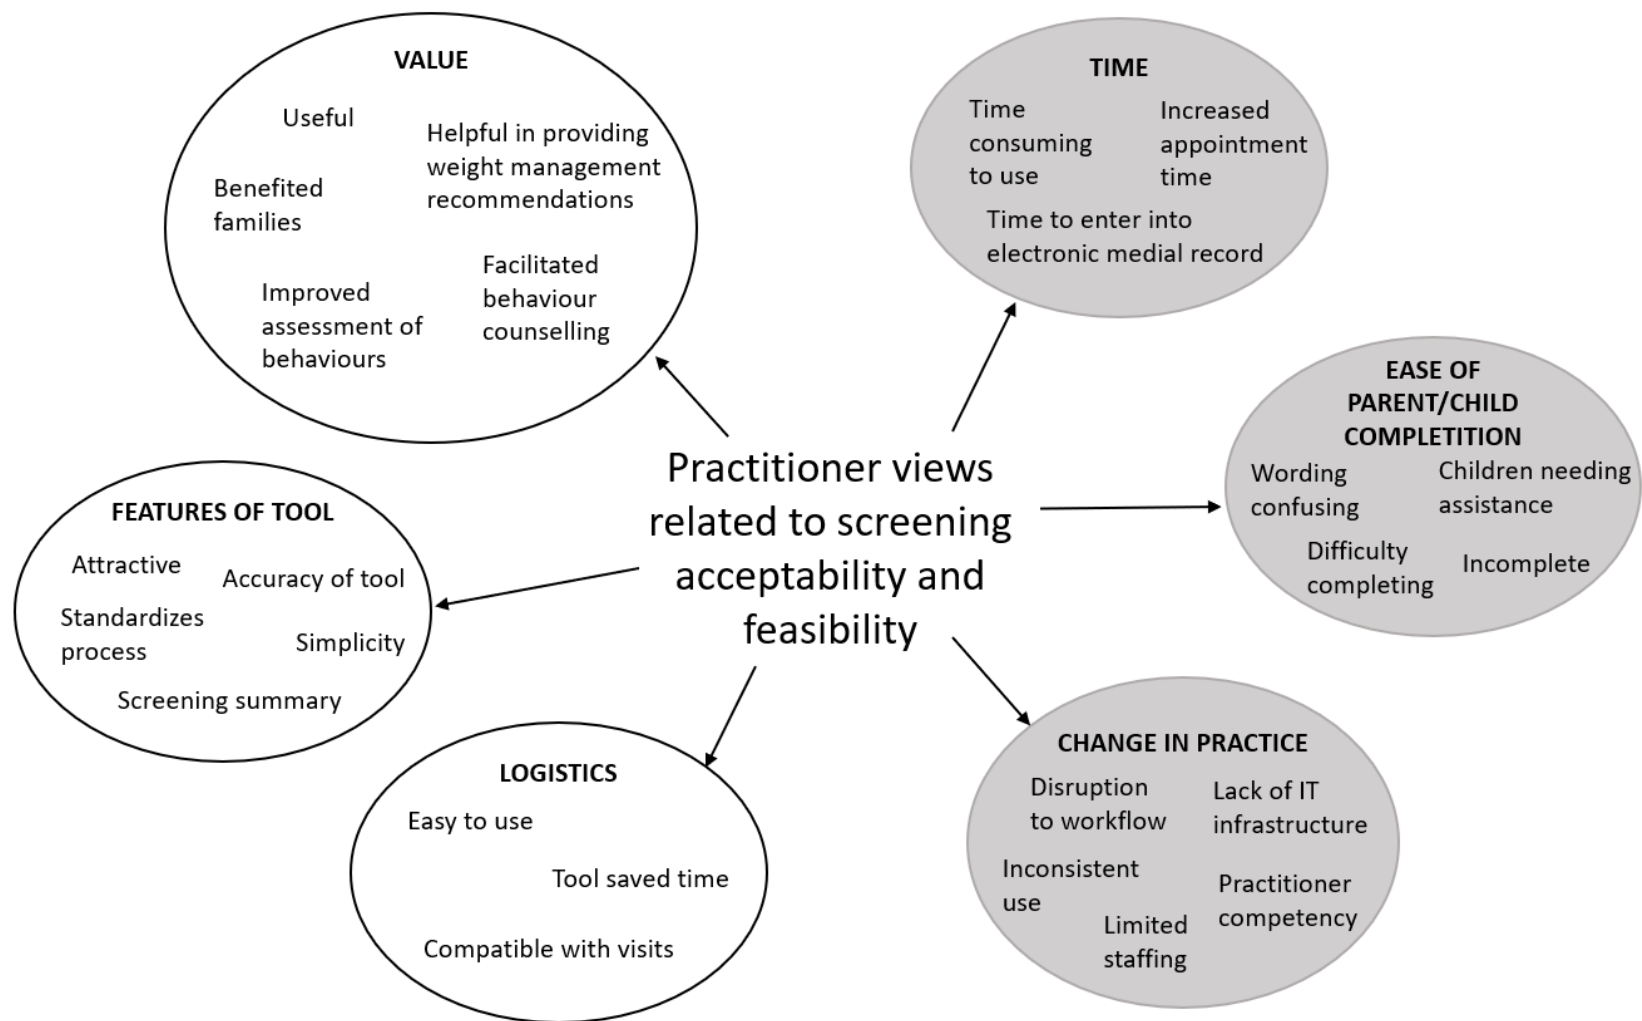 VALUE
Useful
Helpful in providing
weight management
recommendations
Benefited
families
Facilitated
behaviour
counselling
Improved
assessment of
behaviours
TIME
Time
consuming
to use
Increased
appointment
time
Time to enter into
electronic medial record
EASE OF
PARENT/CHILD
COMPLETITION
Wording
confusing
Children needing
assistance
Difficulty
completing
Incomplete
Practitioner views
related to screening
acceptability and
feasibility
FEATURES OF TOOL
Attractive
Accuracy of tool
Standardizes
process
Simplicity
Screening summary
LOGISTICS
Easy to use
Tool saved time
Compatible with visits
CHANGE IN PRACTICE
Disruption
to workflow
Lack of IT
infrastructure
Inconsistent
use
Practitioner
competency
Limited
staffing